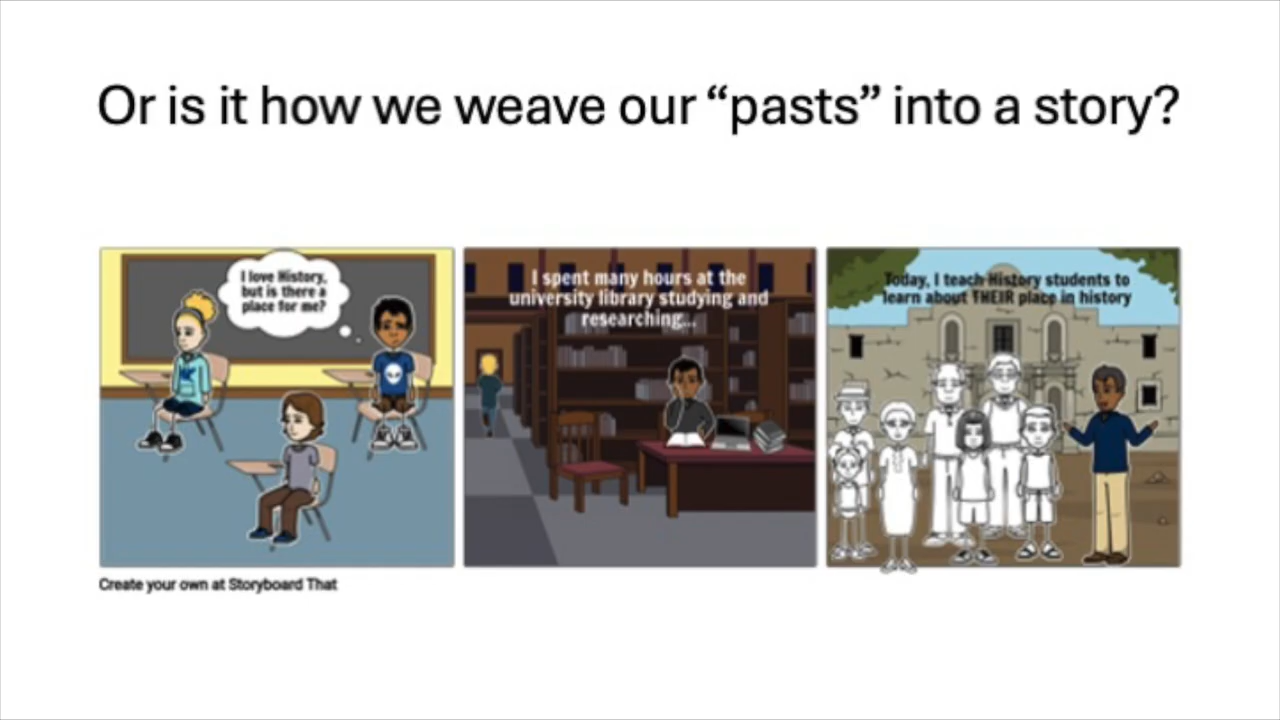 Or is it how we weave our “pasts” into a story?
I love History,
but is there a
place for me?
I spent many hours at the
university library studying and
researching...
Today, I teach History students to
learn about THEIR place in history
Create your own at Storyboard That